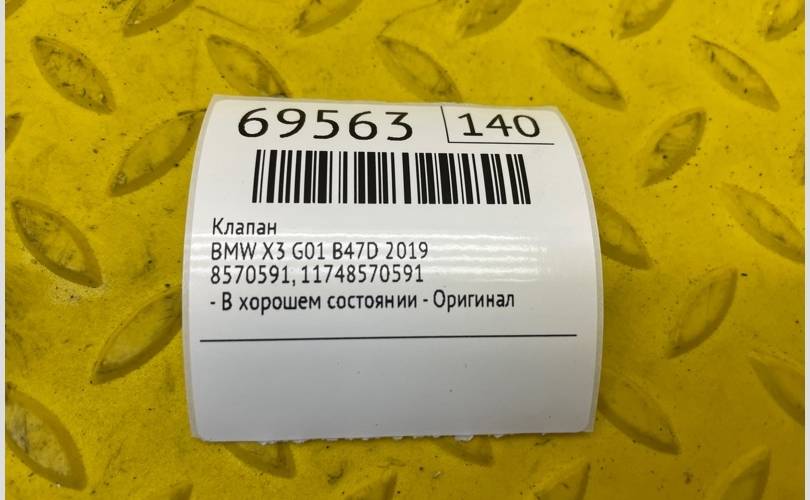 69563 140
Клапан
BMW X3 G01 B47D 2019
8570591, 11748570591
- В хорошем состоянии - Оригинал